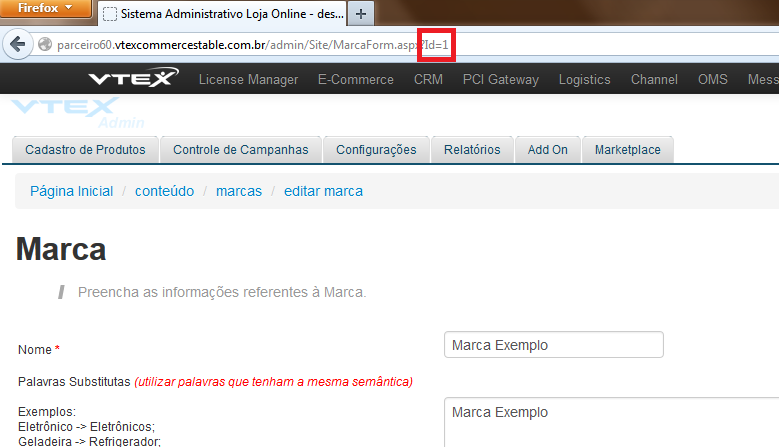 Firefox
Sistema Administrativo Loja Online - des...
parceiro60.vtexcommercestable.com.br/admin/Site/MarcaForm.aspx?Id=1
VTEX License Manager E-Commerce CRM PCI Gateway Logistics Channel OMS Mess
VTEX
Admin
Cadastro de Produtos Controle de Campanhas Configurações Relatórios Add On Marketplace
Página Inicial / conteúdo / marcas / editar marca
Marca
Preencha as informações referentes à Marca.
Nome * Marca Exemplo
Palavras Substitutas (utilizar palavras que tenham a mesma semântica)
Exemplos: Marca Exemplo
Eletrônico -> Eletrônicos;
Geladeira -> Refrigerador;